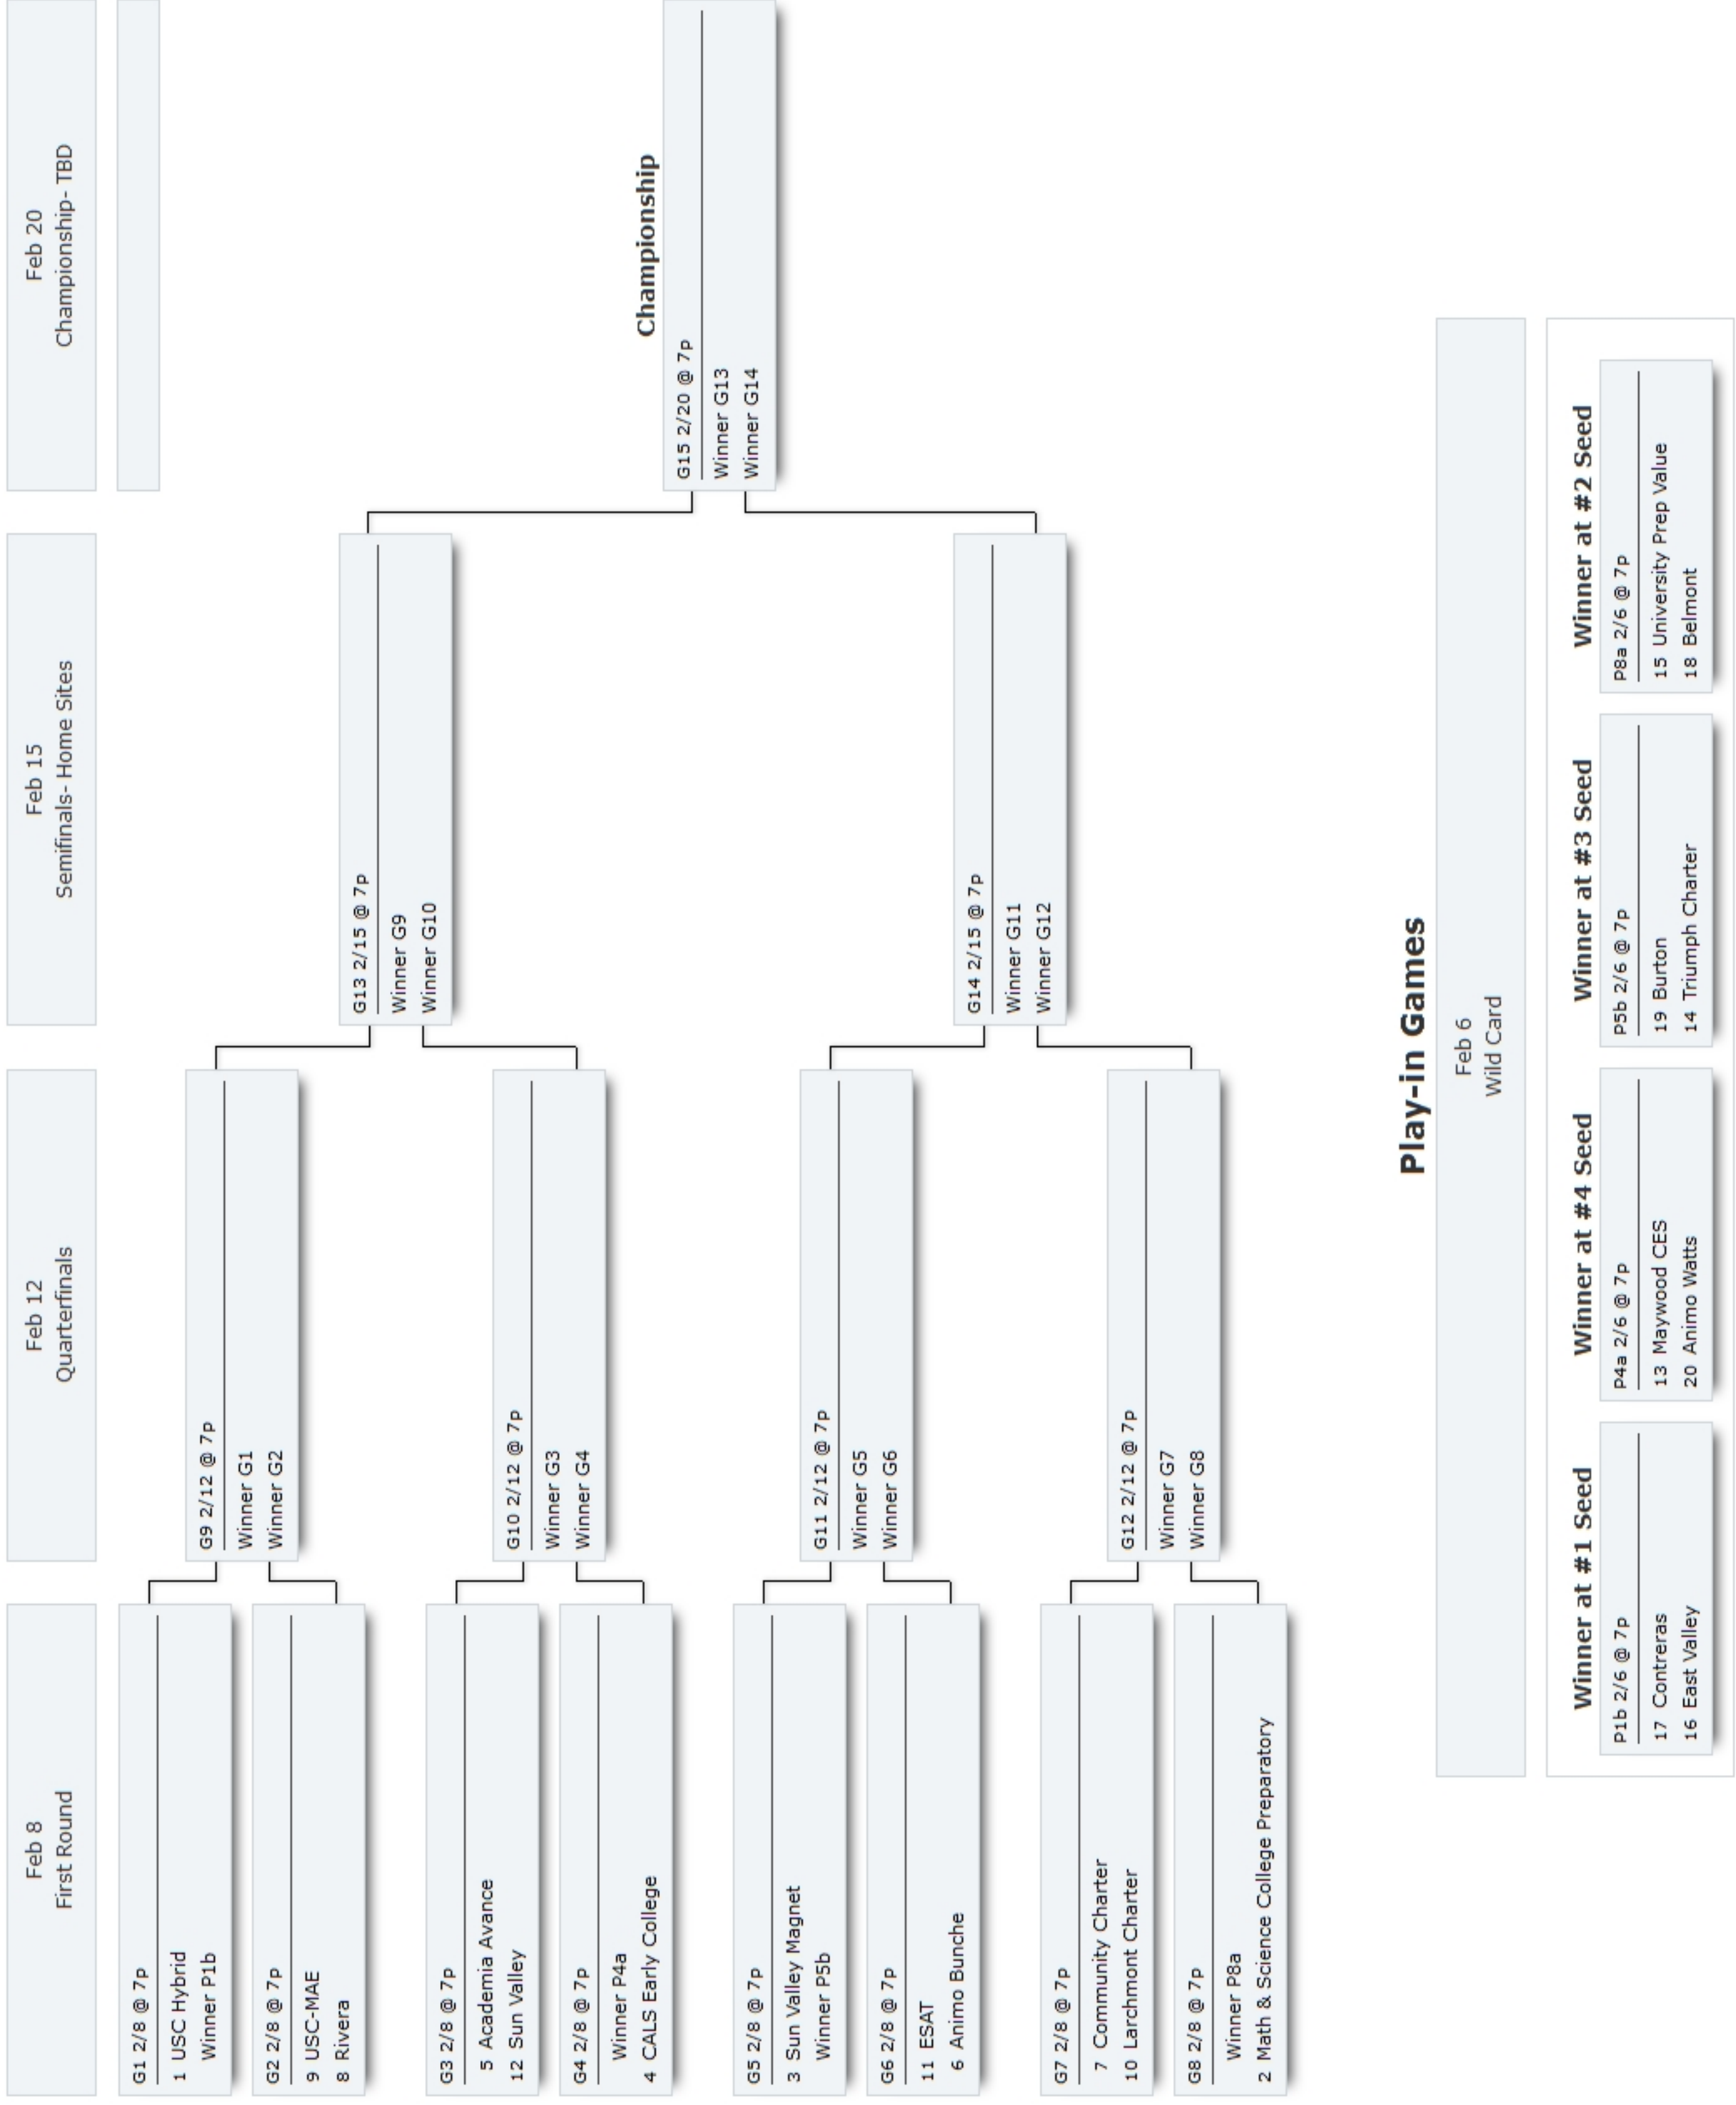 Feb 8
First Round
Feb 12
Quarterfinals
Feb 15
Semifinals- Home Sites
Feb 20
Championship- TBD
G1 2/8 @ 7p
1 USC Hybrid
Winner P1b
G2 2/8 @ 7p
9 USC-MAE
8 Rivera
G3 2/8 @ 7p
5 Academia Avance
12 Sun Valley
G4 2/8 @ 7p
Winner P4a
4 CALS Early College
G5 2/8 @ 7p
3 Sun Valley Magnet
Winner P5b
G6 2/8 @ 7p
11 ESAT
6 Animo Bunche
G7 2/8 @ 7p
7 Community Charter
10 Larchmont Charter
G8 2/8 @ 7p
Winner P8a
2 Math & Science College Preparatory
G9 2/12 @ 7p
Winner G1
Winner G2
G10 2/12 @ 7p
Winner G3
Winner G4
G11 2/12 @ 7p
Winner G5
Winner G6
G12 2/12 @ 7p
Winner G7
Winner G8
G13 2/15 @ 7p
Winner G9
Winner G10
G14 2/15 @ 7p
Winner G11
Winner G12
Championship
G15 2/20 @ 7p
Winner G13
Winner G14
Play-in Games
Feb 6
Wild Card
Winner at #1 Seed
P1b 2/6 @ 7p
17 Contreras
16 East Valley
Winner at #4 Seed
P4a 2/6 @ 7p
13 Maywood CES
20 Animo Watts
Winner at #3 Seed
P5b 2/6 @ 7p
19 Burton
14 Triumph Charter
Winner at #2 Seed
P8a 2/6 @ 7p
15 University Prep Value
18 Belmont